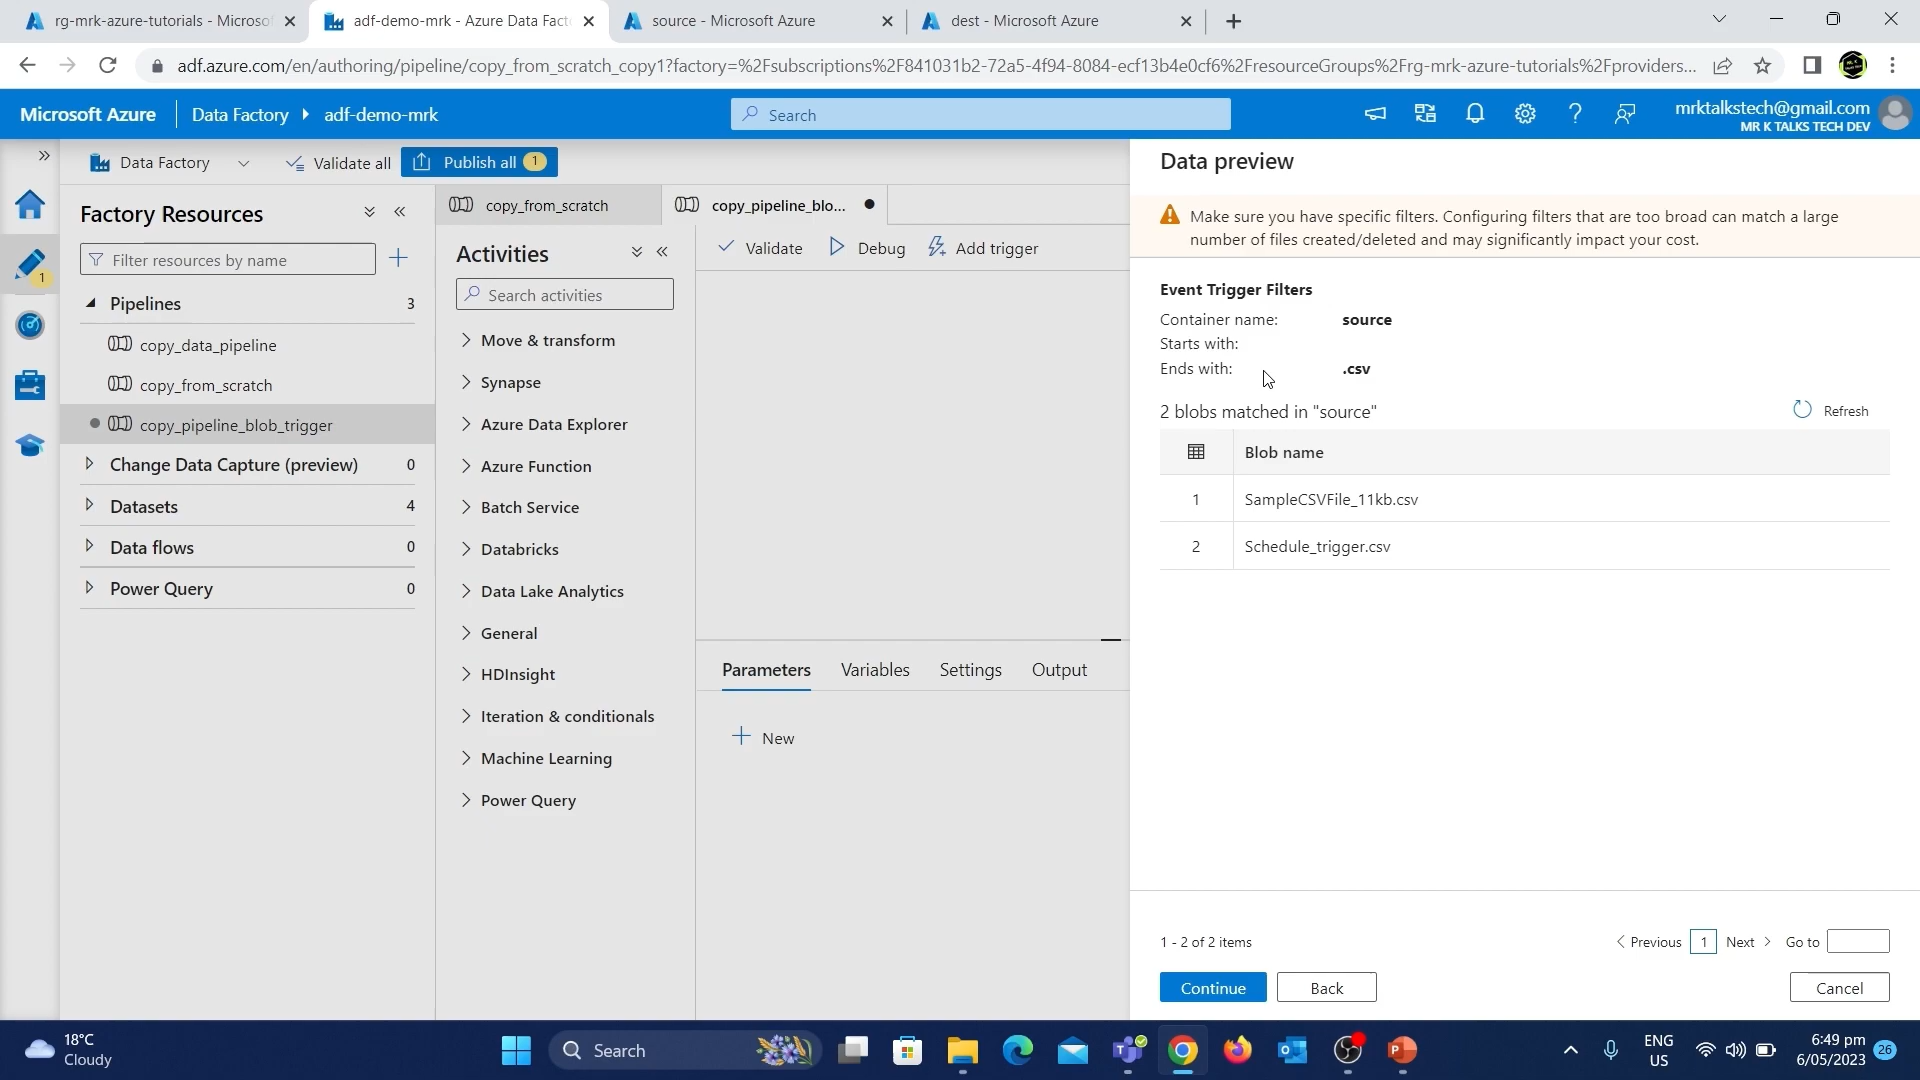 rg-mrk-azure-tutorials - Microsof
adf-demo-mrk - Azure Data Fact
source - Microsoft Azure
dest - Microsoft Azure
adf.azure.com/en/authoring/pipeline/copy_from_scratch_copy1?factory=%2Fsubscriptions%2F841031b2-72a5-4f94-8084-ecf13b4e0cf6%2FresourceGroups%2Frg-mrk-azure-tutorials%2Fproviders...
Microsoft Azure
Data Factory
adf-demo-mrk
Search
mrktalkstech@gmail.com
MR K TALKS TECH DEV
Data Factory
Validate all
Publish all 1
1
Factory Resources
Filter resources by name
Pipelines 3
copy_data_pipeline
copy_from_scratch
copy_pipeline_blob_trigger
Change Data Capture (preview) 0
Datasets 4
Data flows 0
Power Query 0
copy_from_scratch
copy_pipeline_blo...
Activities
Search activities
Move & transform
Synapse
Azure Data Explorer
Azure Function
Batch Service
Databricks
Data Lake Analytics
General
HDInsight
Iteration & conditionals
Machine Learning
Power Query
Validate
Debug
Add trigger
Parameters
Variables
Settings
Output
New
Data preview
Make sure you have specific filters. Configuring filters that are too broad can match a large
number of files created/deleted and may significantly impact your cost.
Event Trigger Filters
Container name: source
Starts with:
Ends with: .csv
2 blobs matched in "source"
Refresh
Blob name
1 SampleCSVFile_11kb.csv
2 Schedule_trigger.csv
1 - 2 of 2 items
Previous 1 Next Go to
Continue
Back
Cancel
18°C
Cloudy
Search
ENG
US
6:49 pm
6/05/2023
26